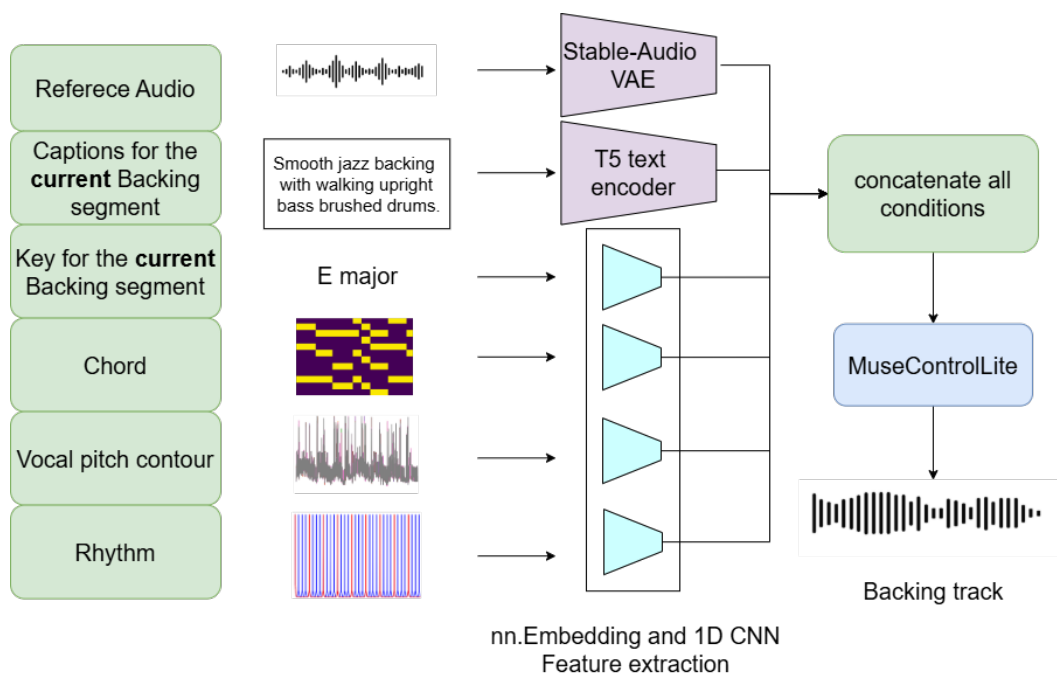 Referece Audio
Captions for the
current Backing
segment
Key for the current
Backing segment
Chord
Vocal pitch contour
Rhythm
Smooth jazz backing
with walking upright
bass brushed drums.
E major
Stable-Audio
VAE
T5 text
encoder
nn.Embedding and 1D CNN
Feature extraction
concatenate all
conditions
MuseControlLite
Backing track